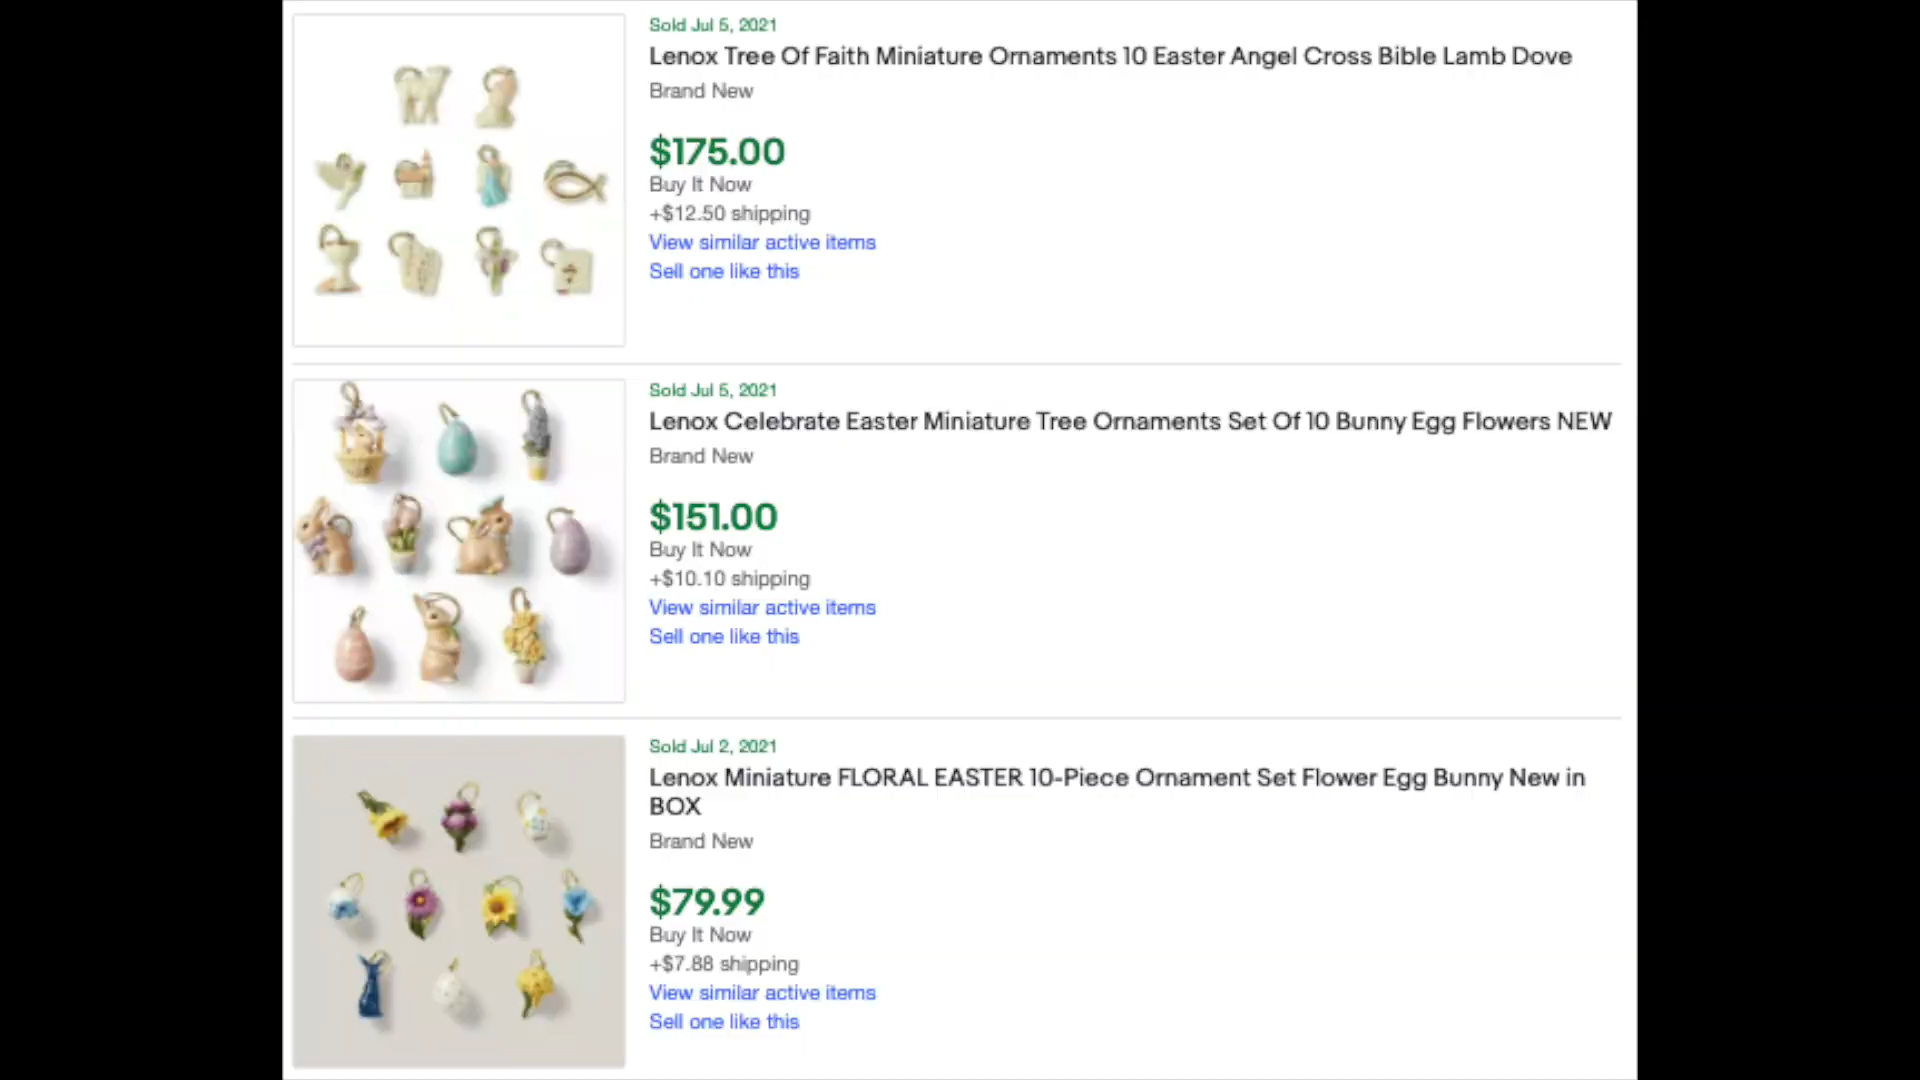 Sold Jul 5, 2021
Lenox Tree Of Faith Miniature Ornaments 10 Easter Angel Cross Bible Lamb Dove
Brand New
$175.00
Buy It Now
+$12.50 shipping
View similar active items
Sell one like this
Sold Jul 5, 2021
Lenox Celebrate Easter Miniature Tree Ornaments Set Of 10 Bunny Egg Flowers NEW
Brand New
$151.00
Buy It Now
+$10.10 shipping
View similar active items
Sell one like this
Sold Jul 2, 2021
Lenox Miniature FLORAL EASTER 10-Piece Ornament Set Flower Egg Bunny New in
BOX
Brand New
$79.99
Buy It Now
+$7.88 shipping
View similar active items
Sell one like this